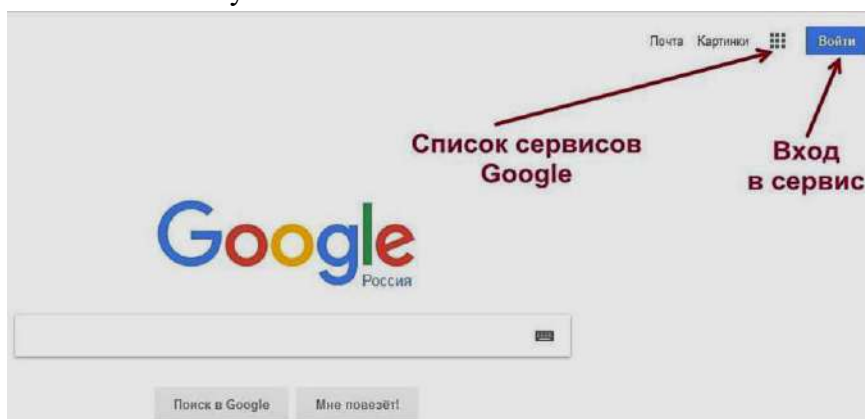 Почта Картинки Войти
Список сервисов
Google
Вход
в сервис
Google
Россия
Поиск в Google Мне повезёт!